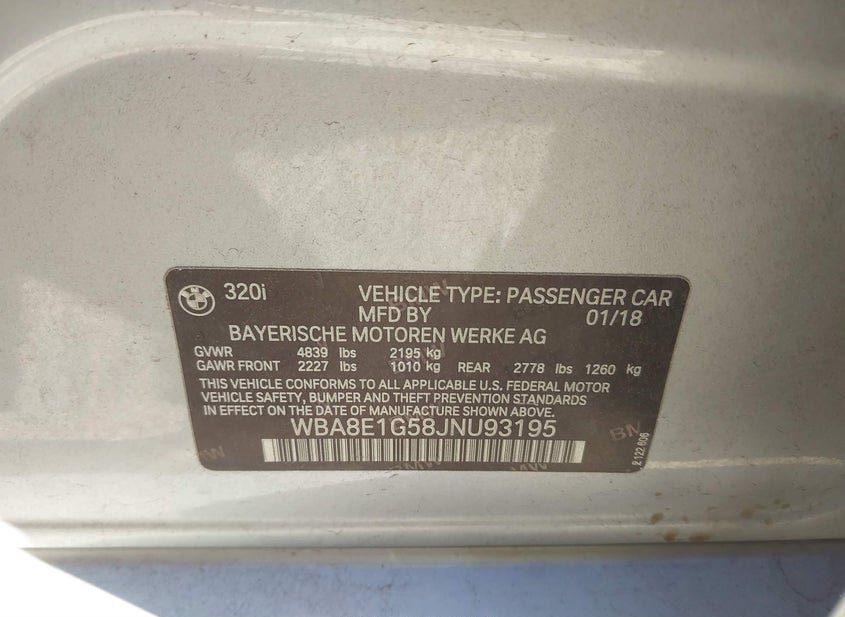 320i VEHICLE TYPE: PASSENGER CAR
MFD BY 01/18
BAYERISCHE MOTOREN WERKE AG
GVWR 4839 lbs 2195 kg
GAWR FRONT 2227 lbs 1010 kg REAR 2778 lbs 1260 kg
THIS VEHICLE CONFORMS TO ALL APPLICABLE U.S. FEDERAL MOTOR
VEHICLE SAFETY, BUMPER AND THEFT PREVENTION STANDARDS
IN EFFECT ON THE DATE OF MANUFACTURE SHOWN ABOVE.
WBA8E1G58JNU93195